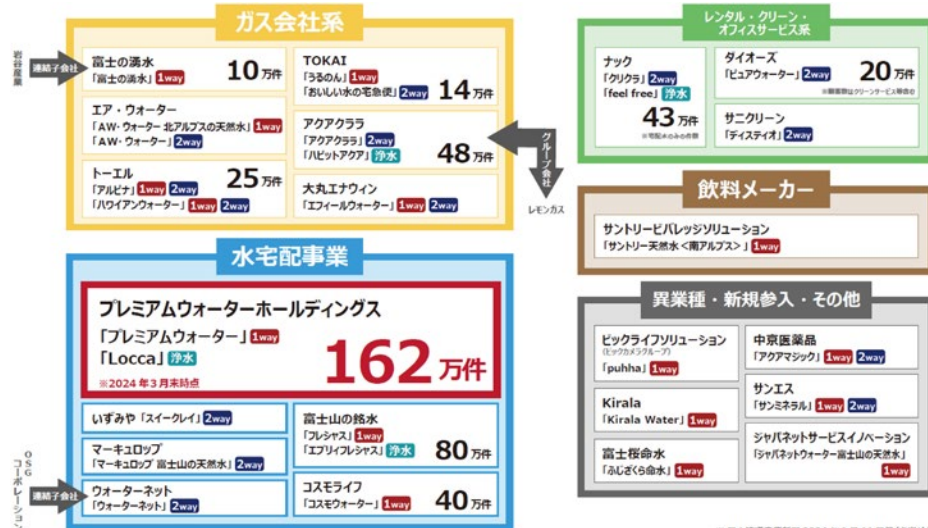 ガス会社系
岩谷産業
連結子会社
富士の湧水
「富士の湧水」 1way
10万件
エア・ウォーター
「AW・ウォーター 北アルプスの天然水」 1way
「AW・ウォーター」 2way
トーエル
「アルピナ」 1way 2way
「ハワイアンウォーター」 1way 2way
25万件
TOKAI
「うるのん」 1way
「おいしい水の宅急便」 2way
14万件
アクアクララ
「アクアクララ」 2way
「ハビットアクア」 浄水
48万件
大丸エナウィン
「エフィールウォーター」 1way 2way
グループ会社
レモンガス
水宅配事業
プレミアムウォーターホールディングス
「プレミアムウォーター」 1way
「Locca」 浄水
※2024年3月末時点
162万件
いずみや 「スイークレイ」 2way
マーキュロップ
「マーキュロップ 富士山の天然水」 2way
OSGコーポレーション
連結子会社
ウォーターネット
「ウォーターネット」 2way
富士山の銘水
「フレシャス」 1way
「エブリィフレシャス」 浄水
80万件
コスモライフ
「コスモウォーター」 1way
40万件
レンタル・クリーン・
オフィスサービス系
ナック
「クリクラ」 2way
「feel free」 浄水
43万件
※宅配水のみの件数
ダイオーズ
「ピュアウォーター」 2way
20万件
※顧客数はクリーンサービス等含む
サニクリーン
「ディスティオ」 2way
飲料メーカー
サントリービバレッジソリューション
「サントリー天然水<南アルプス>」 1way
異業種・新規参入・その他
ビックライフソリューション
(ビックカメラグループ)
「puhha」 1way
Kirala
「Kirala Water」 1way
富士桜命水
「ふじざくら命水」 1way
中京医薬品
「アクアマジック」 1way 2way
サンエス
「サンミネラル」 1way 2way
ジャパネットサービスイノベーション
「ジャパネットウォーター富士山の天然水」
1way